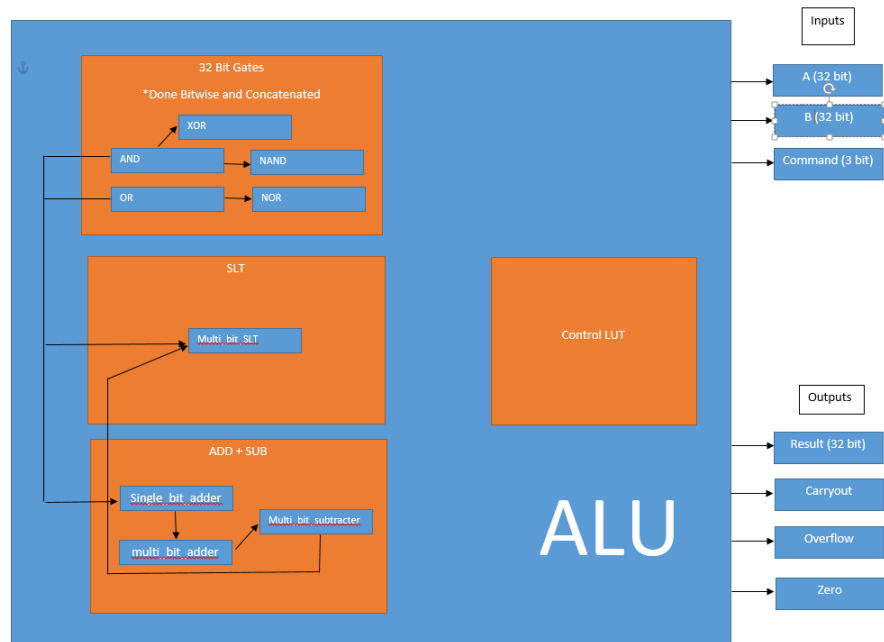 Inputs
32 Bit Gates
*Done Bitwise and Concatenated
A (32 bit)
XOR
B (32 bit)
AND
NAND
Command (3 bit)
OR
NOR
SLT
Multi_bit_SLT
Control LUT
Outputs
ADD + SUB
Result (32 bit)
Single_bit_adder
Carryout
Multi_bit_subtracter
ALU
Overflow
multi_bit_adder
Zero